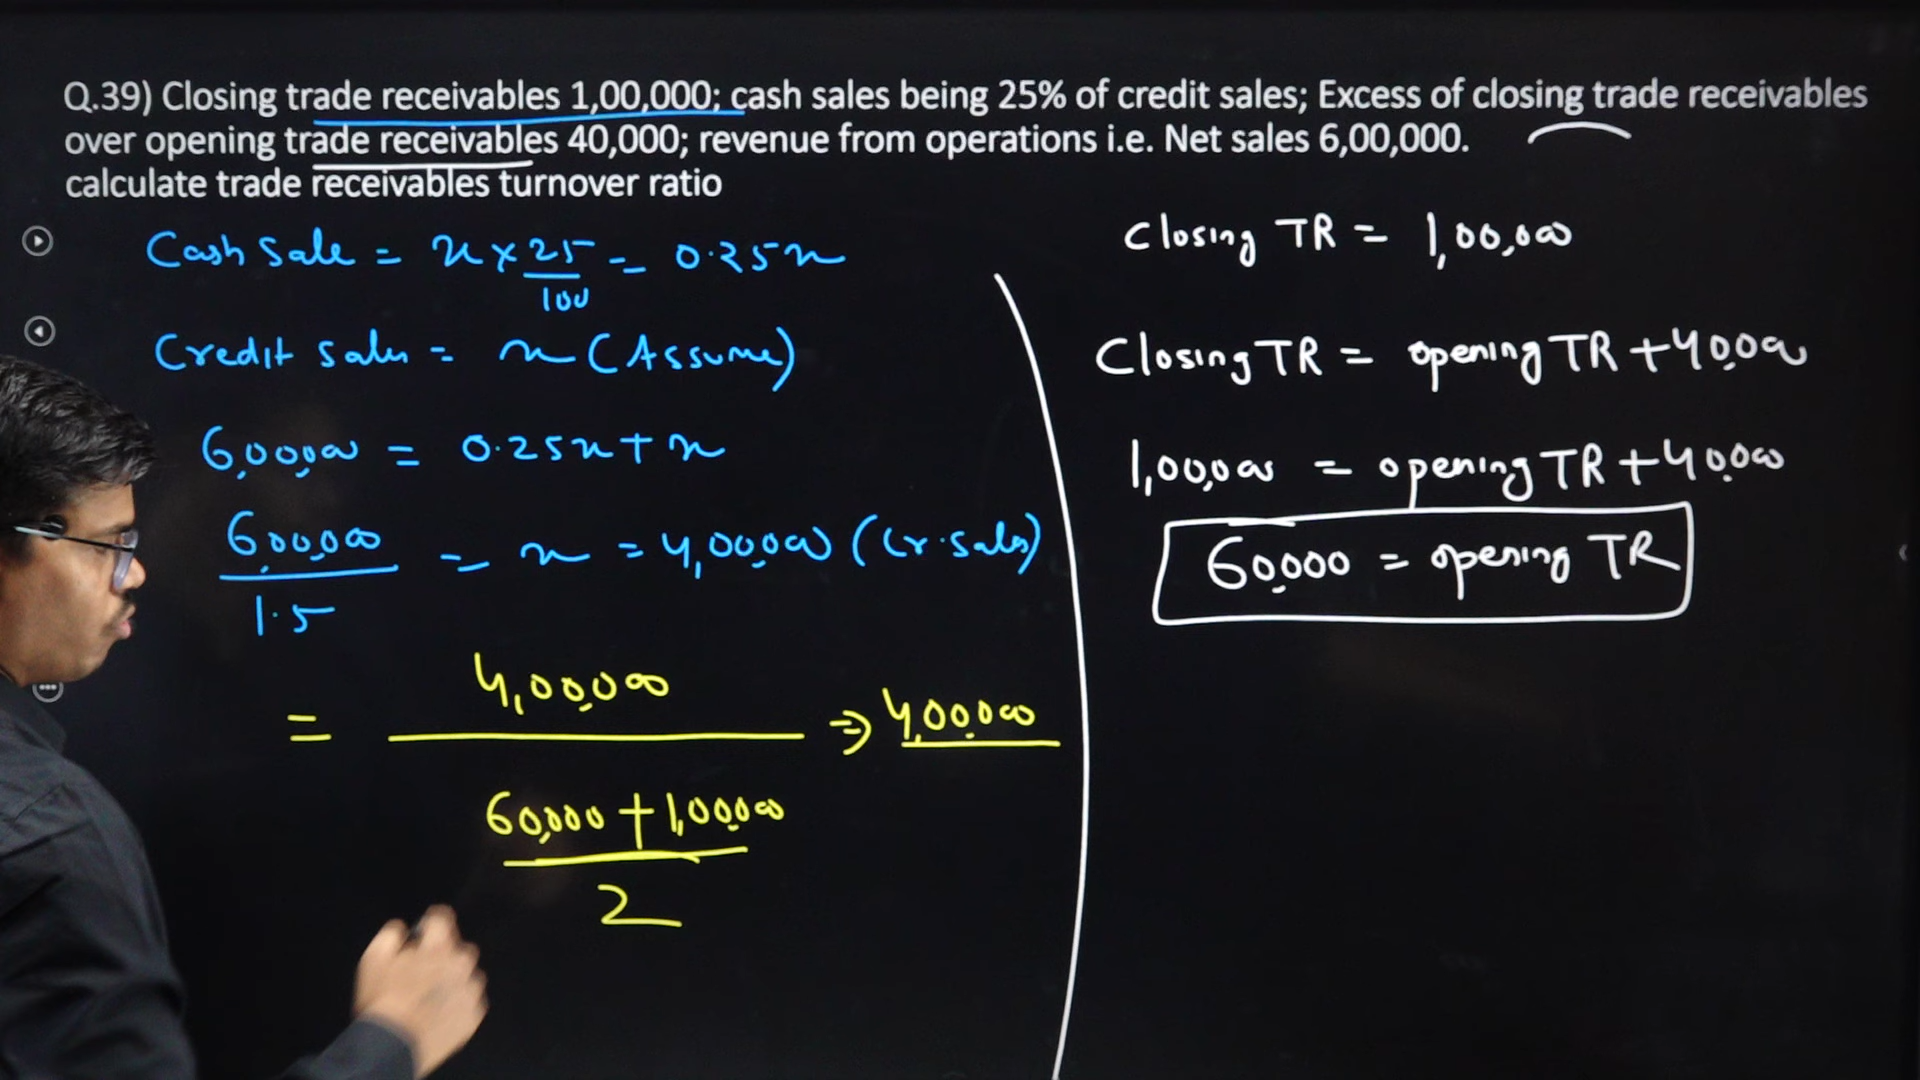 Q.39) Closing trade receivables 1,00,000; cash sales being 25% of credit sales; Excess of closing trade receivables
over opening trade receivables 40,000; revenue from operations i.e. Net sales 6,00,000.
calculate trade receivables turnover ratio
Cash Sale = x × 25/100 = 0.25x
Credit Sales = x (Assume)
6,00,000 = 0.25x + x
6,00,000/1.5 = x = 4,00,000 (Cr. Sales)
= 4,00,000 ⇒ 4,00,000
60,000 + 1,00,000
2
Closing TR = 1,00,000
Closing TR = opening TR + 40,000
1,00,000 = opening TR + 40,000
60,000 = opening TR